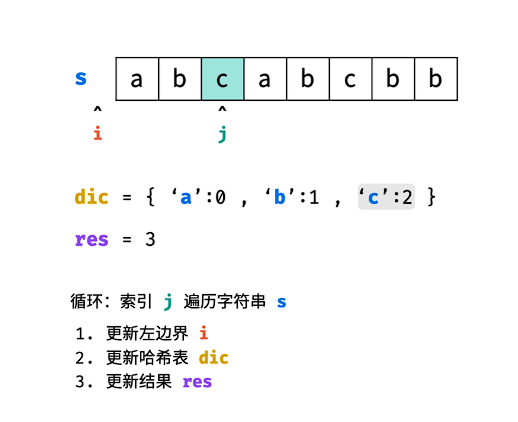 s a b c a b c b b
^ ^
i j
dic = { ‘a’:0 , ‘b’:1 , ‘c’:2 }
res = 3
循环: 索引 j 遍历字符串 s
1. 更新左边界 i
2. 更新哈希表 dic
3. 更新结果 res